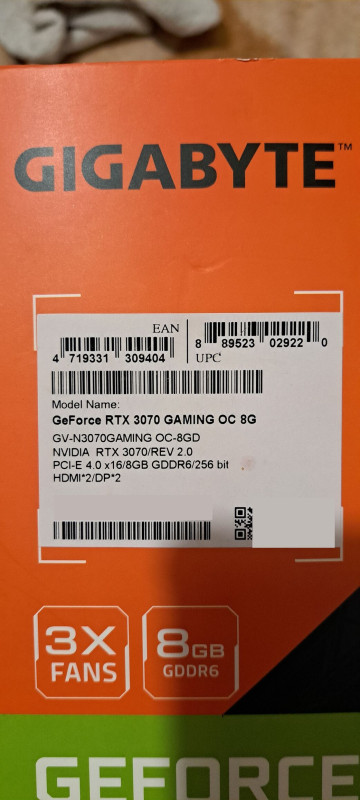 GIGABYTE™
EAN
4 719331 309404
8 89523 02922 0
UPC
Model Name:
GeForce RTX 3070 GAMING OC 8G
GV-N3070GAMING OC-8GD
NVIDIA RTX 3070/REV 2.0
PCI-E 4.0 x16/8GB GDDR6/256 bit
HDMI*2/DP*2
3X
FANS
8GB
GDDR6
GEFORCE